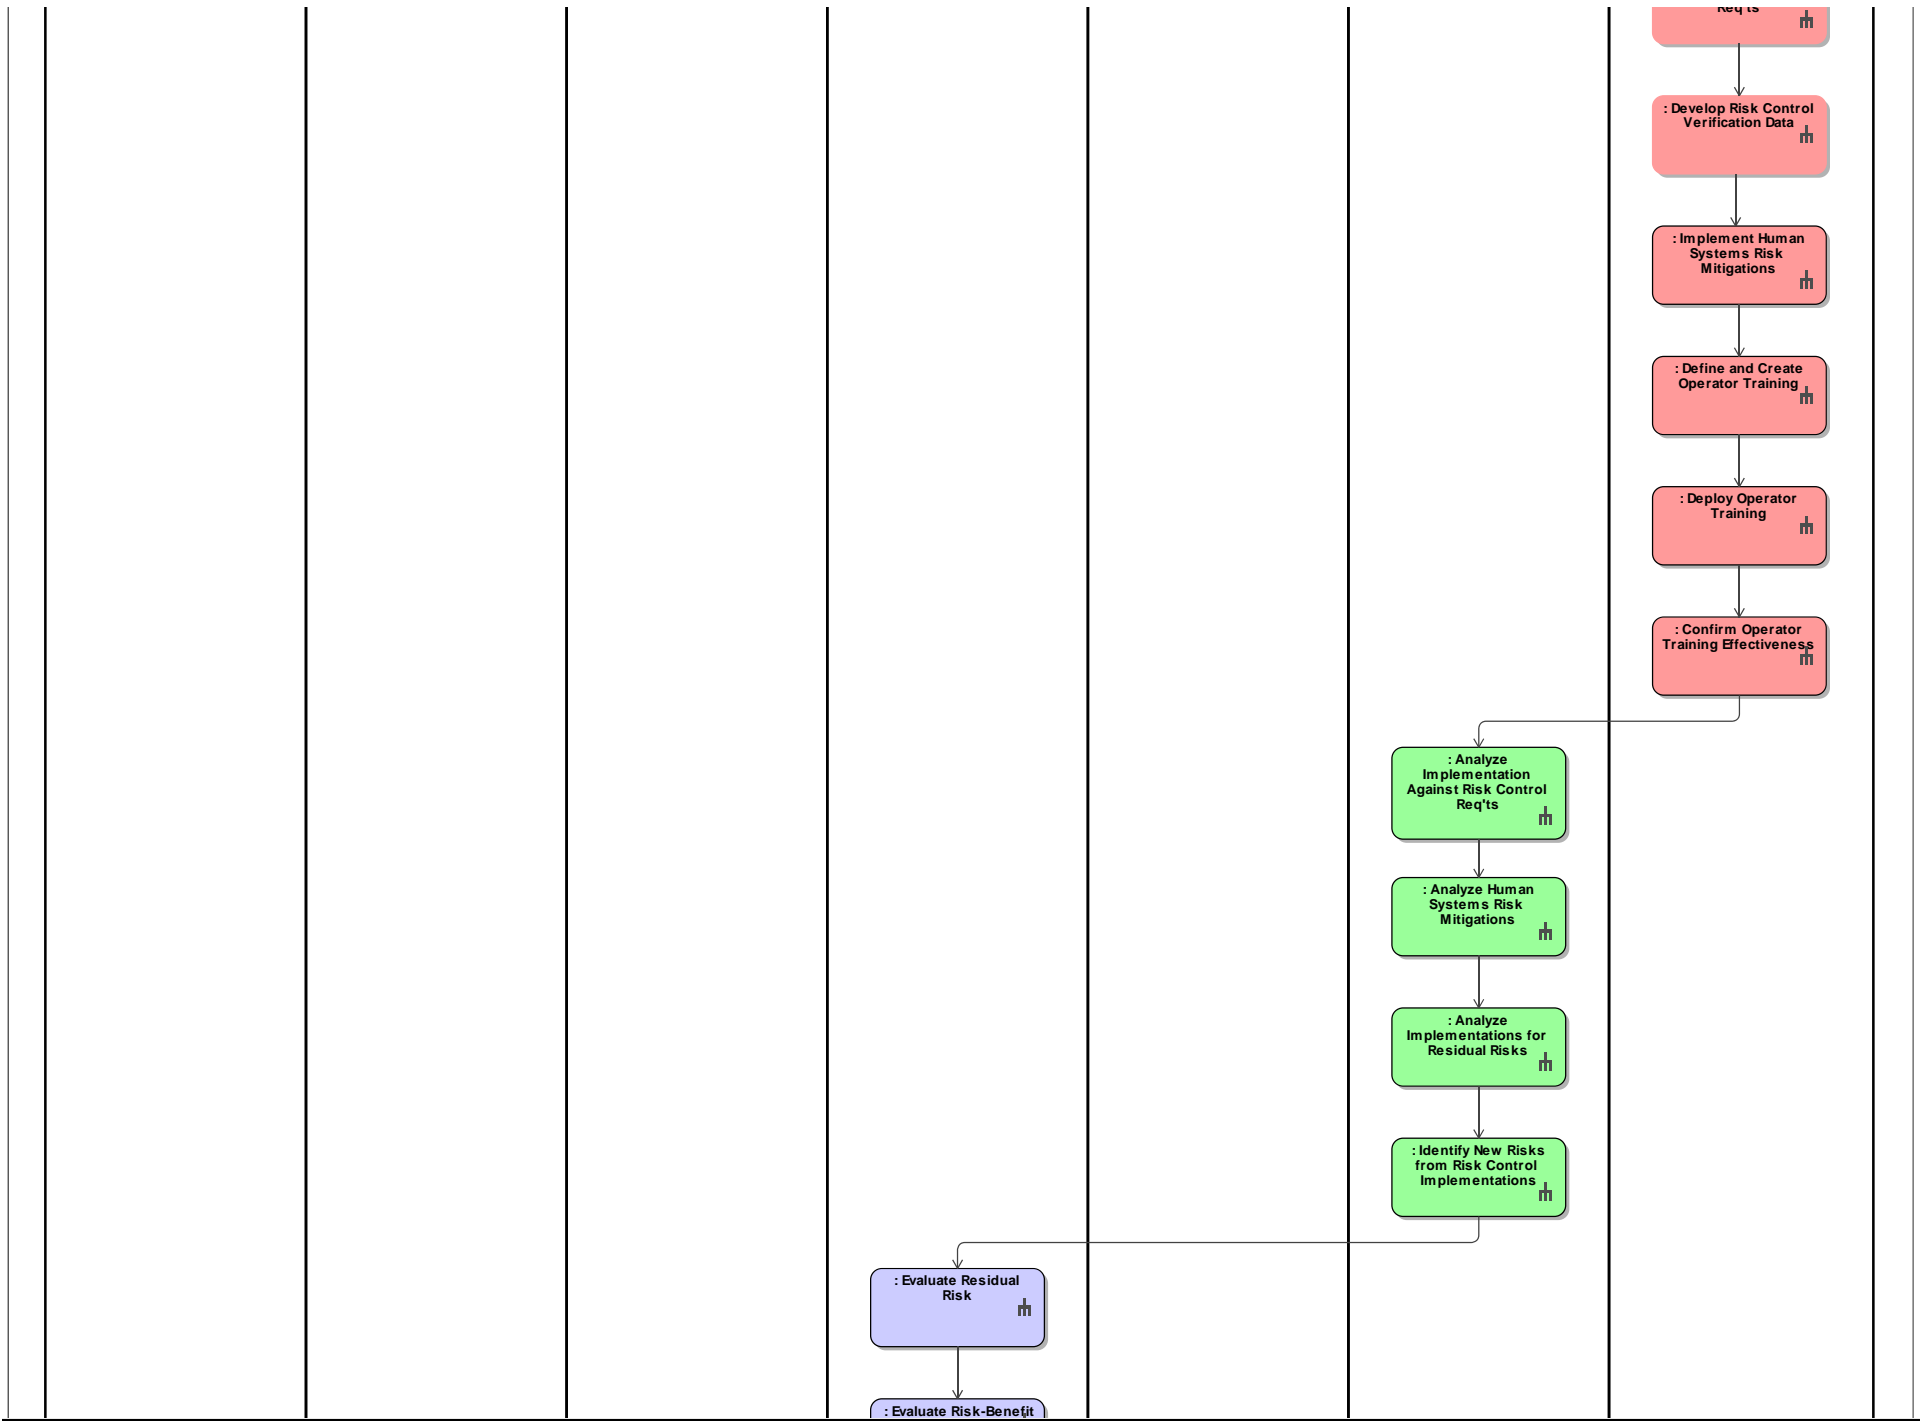 Req'ts
: Develop Risk Control
Verification Data
: Implement Human
Systems Risk
Mitigations
: Define and Create
Operator Training
: Deploy Operator
Training
: Confirm Operator
Training Effectiveness
: Analyze
Implementation
Against Risk Control
Req'ts
: Analyze Human
Systems Risk
Mitigations
: Analyze
Implementations for
Residual Risks
: Identify New Risks
from Risk Control
Implementations
: Evaluate Residual
Risk
: Evaluate Risk-Benefit